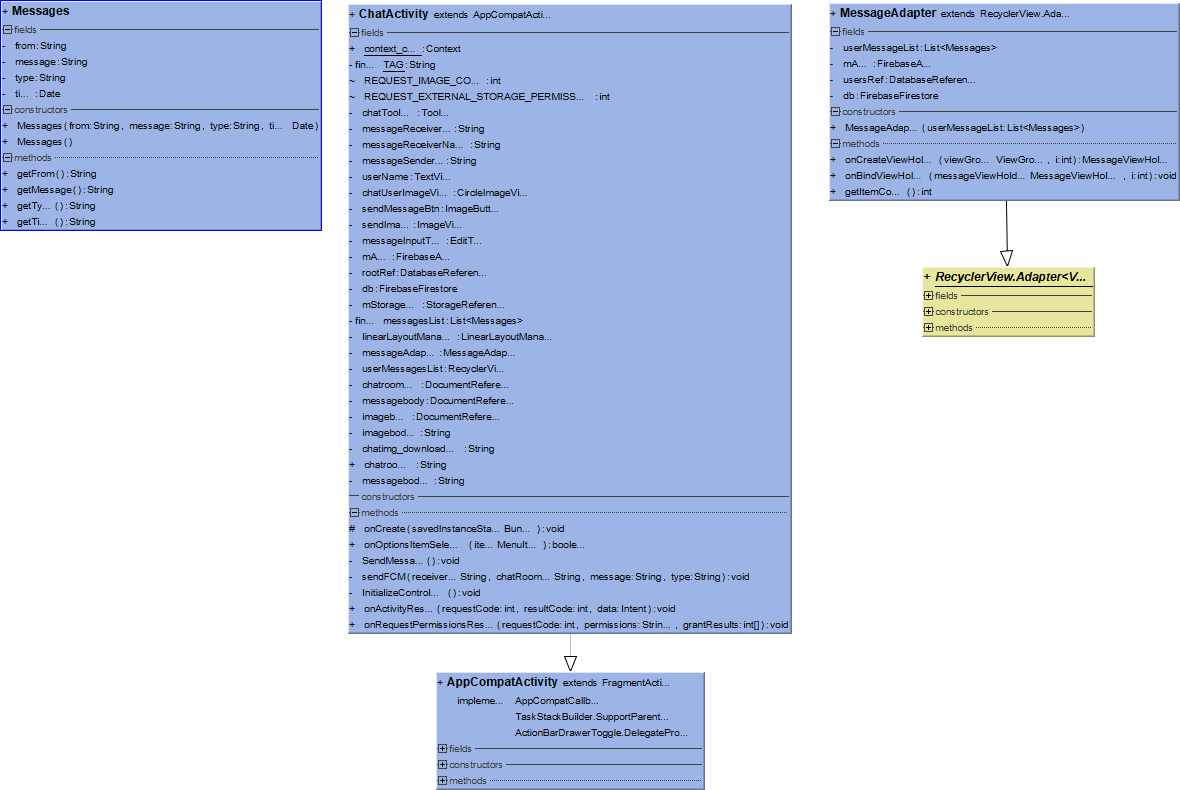 + Messages
fields
- from:String
- message:String
- type:String
- ti... :Date
constructors
+ Messages(from:String, message:String, type:String, ti... Date)
+ Messages()
methods
+ getFrom():String
+ getMessage():String
+ getTy... ():String
+ getTi... ():String
+ ChatActivity extends AppCompatActi...
fields
+ context_c... :Context
- fin... TAG:String
~ REQUEST_IMAGE_CO... :int
~ REQUEST_EXTERNAL_STORAGE_PERMISS... :int
- chatTool... :Tool...
- messageReceiver... :String
- messageReceiverNa... :String
- messageSender... :String
- userName:TextVi...
- chatUserImageVi... :CircleImageVi...
- sendMessageBtn:ImageButt...
- sendIma... :ImageVi...
- messageInputT... :EditT...
- mA... :FirebaseA...
- rootRef:DatabaseReferen...
- db:FirebaseFirestore
- mStorage... :StorageReferen...
- fin... messagesList:List<Messages>
- linearLayoutMana... :LinearLayoutMana...
- messageAdap... :MessageAdap...
- userMessagesList:RecyclerVi...
- chatroom... :DocumentRefere...
- messagebody:DocumentRefere...
- imageb... :DocumentRefere...
- imagebod... :String
- chatimg_download... :String
+ chatroo... :String
- messagebod... :String
constructors
methods
# onCreate(savedInstanceSta... Bun... ):void
+ onOptionsItemSele... (ite... MenuIt... ):boole...
- SendMessa... ():void
- sendFCM(receiver... String, chatRoom... String, message:String, type:String):void
- InitializeControl... ():void
+ onActivityRes... (requestCode:int, resultCode:int, data:Intent):void
+ onRequestPermissionsRes... (requestCode:int, permissions:Strin... , grantResults:int[]):void
+ AppCompatActivity extends FragmentActi...
impleme... AppCompatCallb...
TaskStackBuilder.SupportParent...
ActionBarDrawerToggle.DelegatePro...
fields
constructors
methods
+ MessageAdapter extends RecyclerView.Ada...
fields
- userMessageList:List<Messages>
- mA... :FirebaseA...
- usersRef:DatabaseReferen...
- db:FirebaseFirestore
constructors
+ MessageAdap... (userMessageList:List<Messages>)
methods
+ onCreateViewHol... (viewGro... ViewGro... , i:int):MessageViewHol...
+ onBindViewHol... (messageViewHold... MessageViewHol... , i:int):void
+ getItemCo... ():int
+ RecyclerView.Adapter<V...
fields
constructors
methods